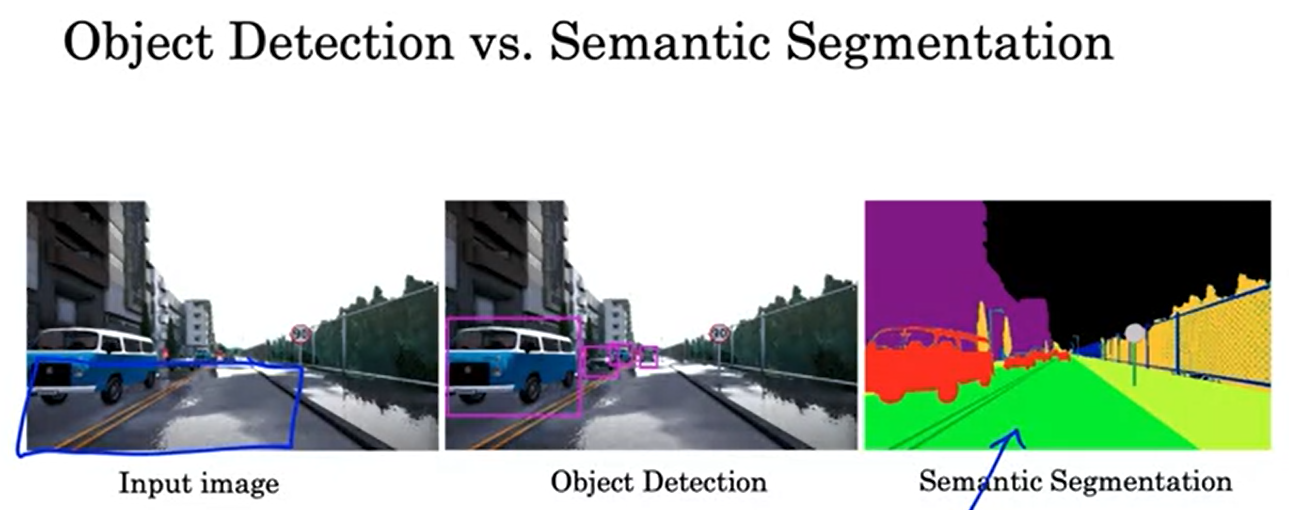 Object Detection vs. Semantic Segmentation
Input image
Object Detection
Semantic Segmentation